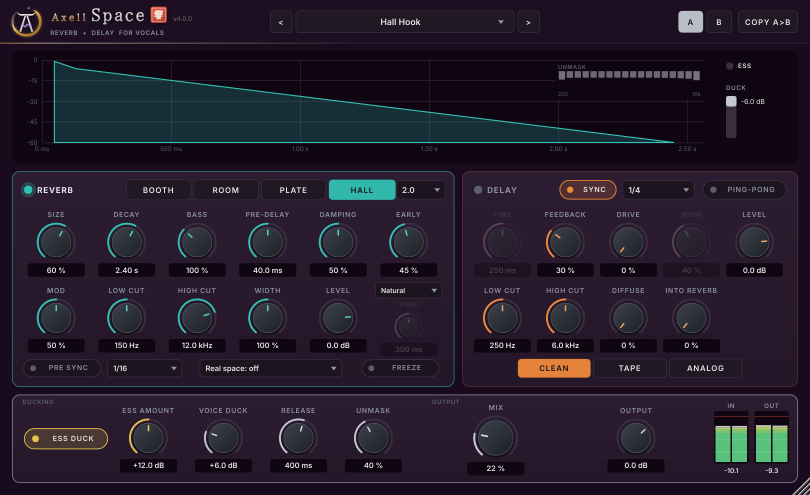 Axell Space v4.0.0
REVERB + DELAY FOR VOCALS
< Hall Hook >
A B COPY A>B
0
-15
-30
-45
-60
0 ms 500 ms 1.00 s 1.50 s 2.00 s 2.50 s
UNMASK
200 10k
ESS
DUCK
-6.0 dB
REVERB BOOTH ROOM PLATE HALL 2.0
SIZE DECAY BASS PRE-DELAY DAMPING EARLY
60 % 2.40 s 100 % 40.0 ms 50 % 45 %
MOD LOW CUT HIGH CUT WIDTH LEVEL Natural
TIME
50 % 150 Hz 12.0 kHz 100 % 0.0 dB 300 ms
PRE SYNC 1/16 Real space: off FREEZE
DELAY SYNC 1/4 PING-PONG
TIME FEEDBACK DRIVE WOW LEVEL
250 ms 30 % 0 % 40 % 0.0 dB
LOW CUT HIGH CUT DIFFUSE INTO REVERB
250 Hz 6.0 kHz 0 % 0 %
CLEAN TAPE ANALOG
DUCKING
ESS DUCK
ESS AMOUNT VOICE DUCK RELEASE UNMASK
+12.0 dB +6.0 dB 400 ms 40 %
OUTPUT
MIX OUTPUT
22 % 0.0 dB
IN OUT
-10.1 -9.3